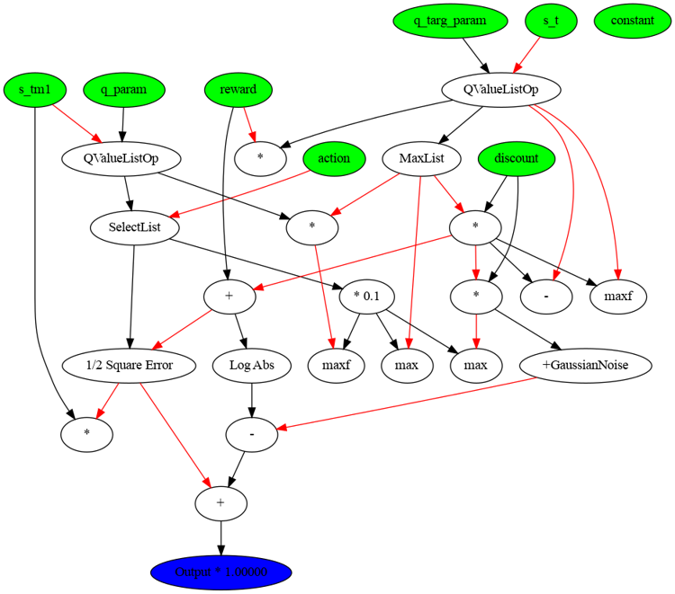 q_targ_param
s_t
constant
s_tm1
q_param
reward
QValueListOp
QValueListOp
*
action
MaxList
discount
SelectList
*
*
+
* 0.1
*
-
maxf
1/2 Square Error
Log Abs
maxf
max
max
+GaussianNoise
*
-
+
Output * 1.00000